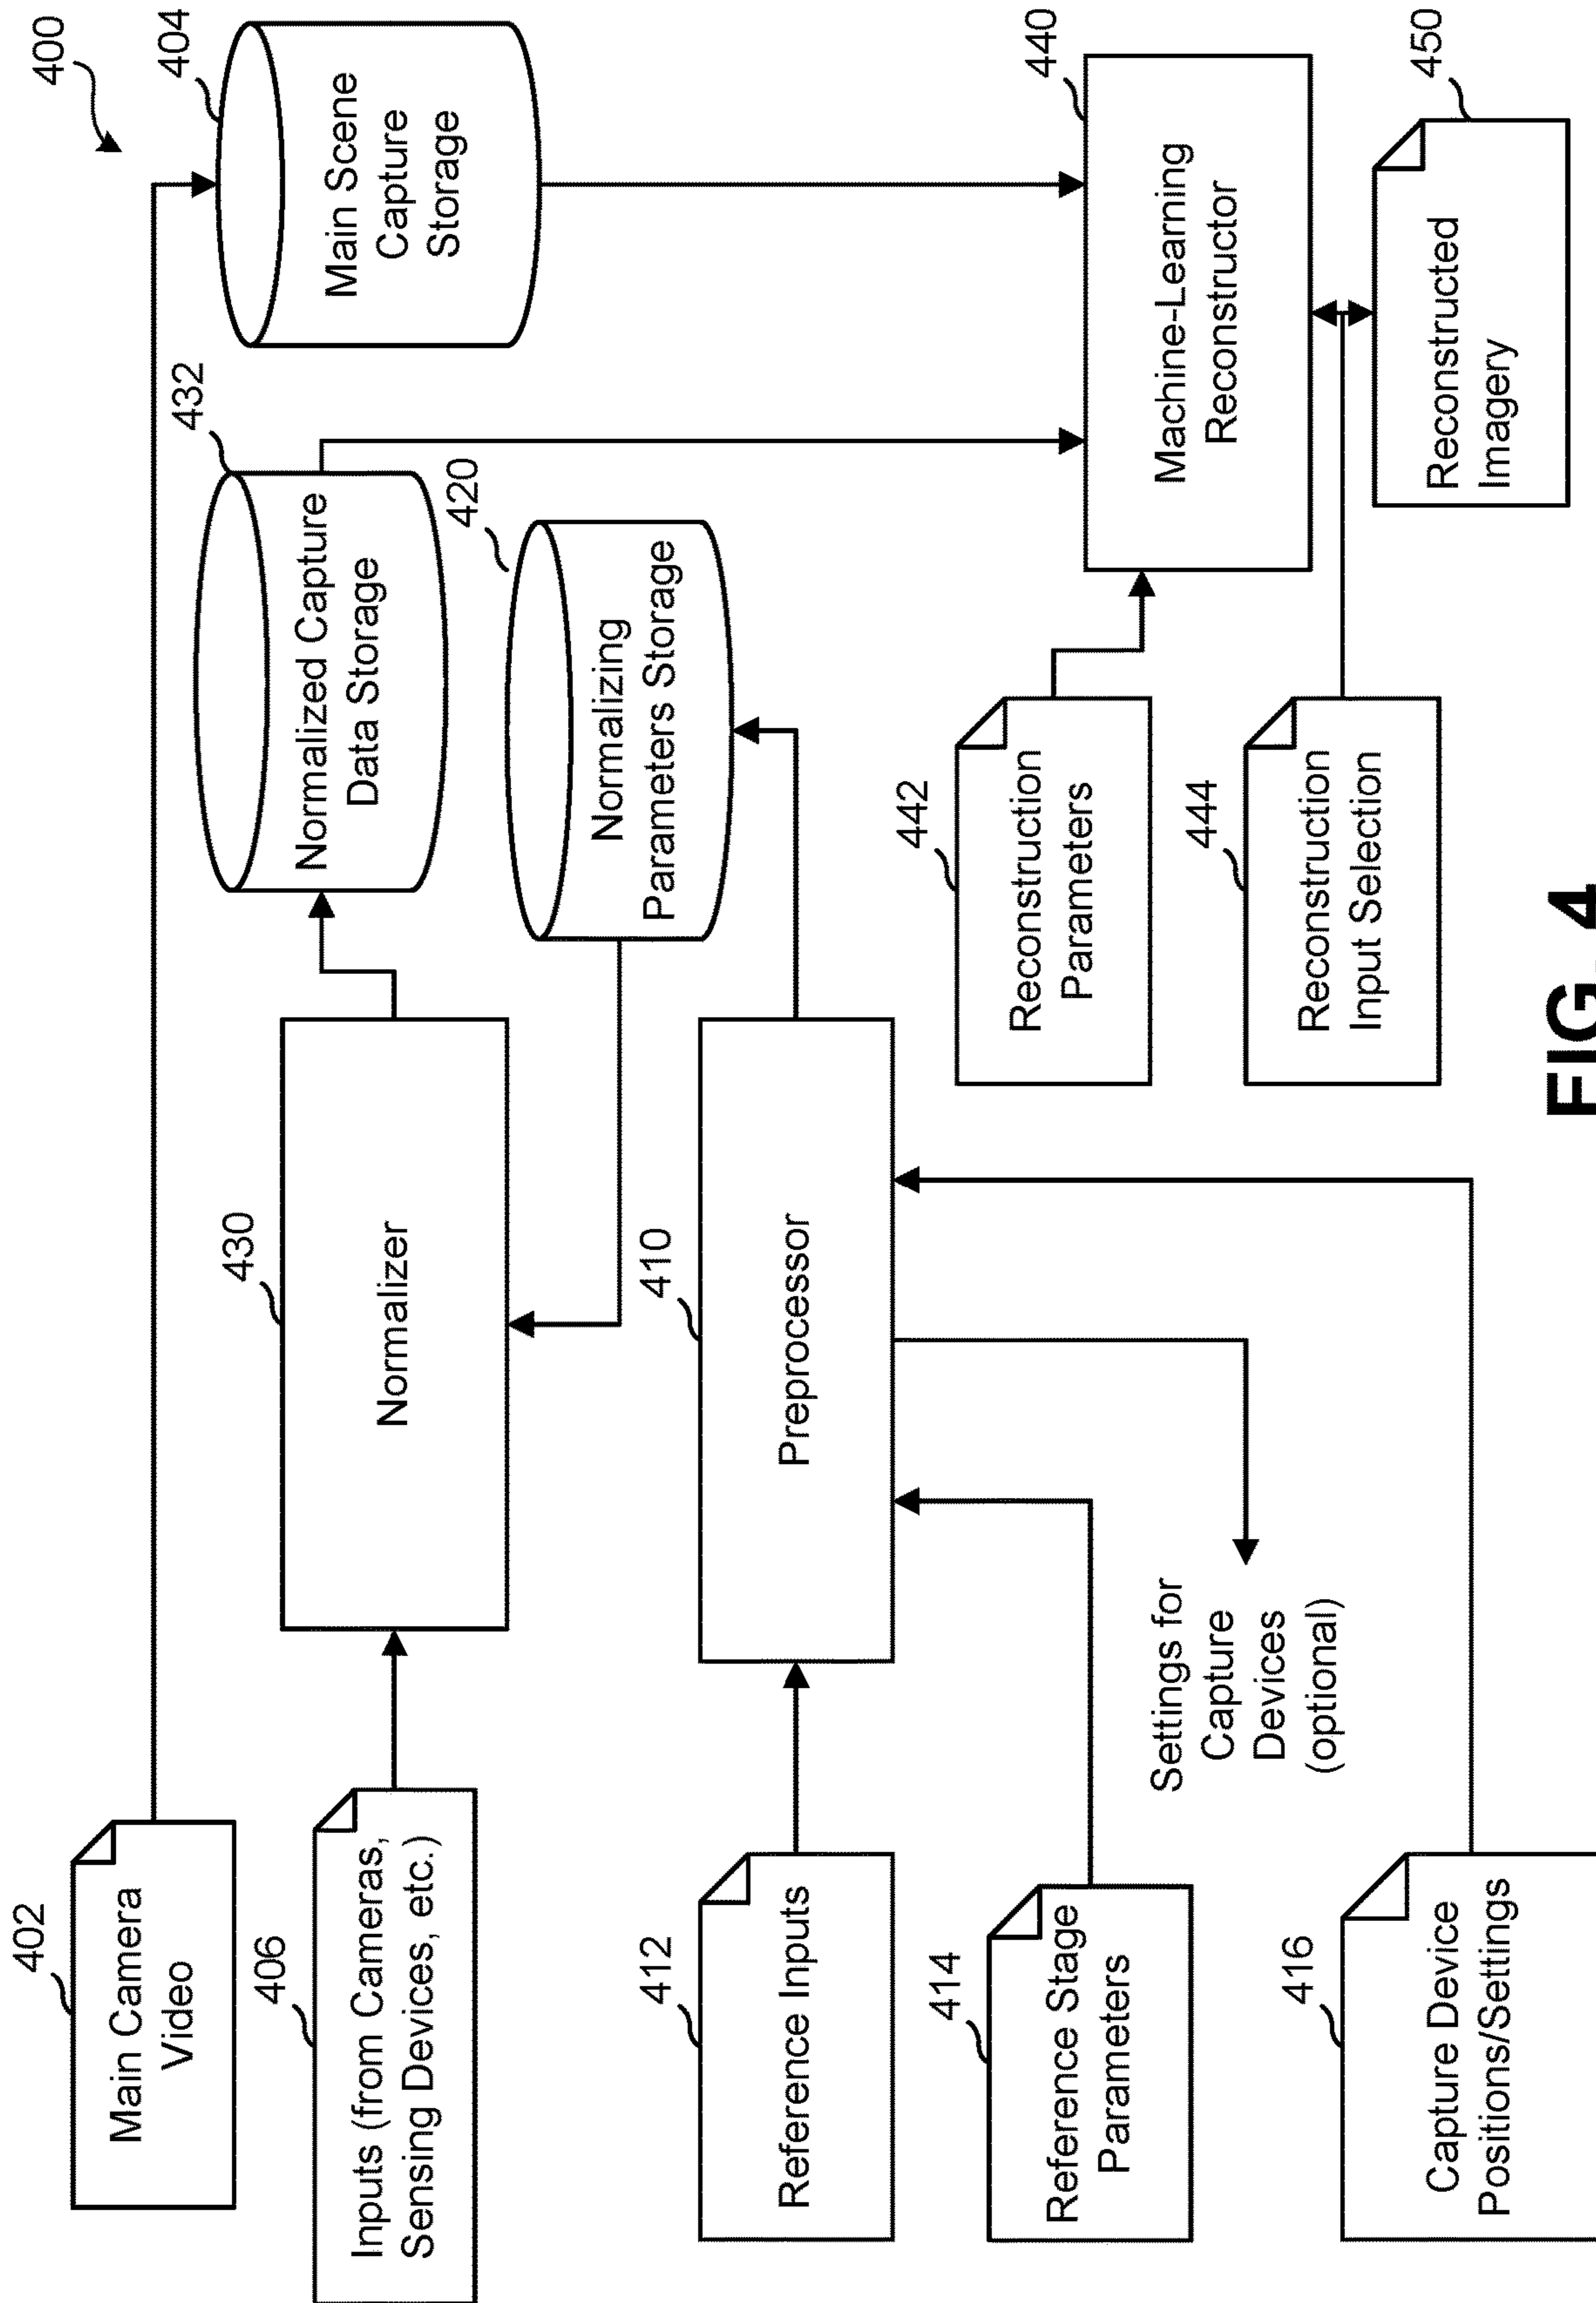 400
402
Main Camera
Video
404
Main Scene
Capture
Storage
406
Inputs (from Cameras,
Sensing Devices, etc.)
430
Normalizer
432
Normalized Capture
Data Storage
420
Normalizing
Parameters Storage
412
Reference Inputs
410
Preprocessor
414
Reference Stage
Parameters
Settings for
Capture
Devices
(optional)
416
Capture Device
Positions/Settings
442
Reconstruction
Parameters
444
Reconstruction
Input Selection
440
Machine-Learning
Reconstructor
450
Reconstructed
Imagery
FIG. 4